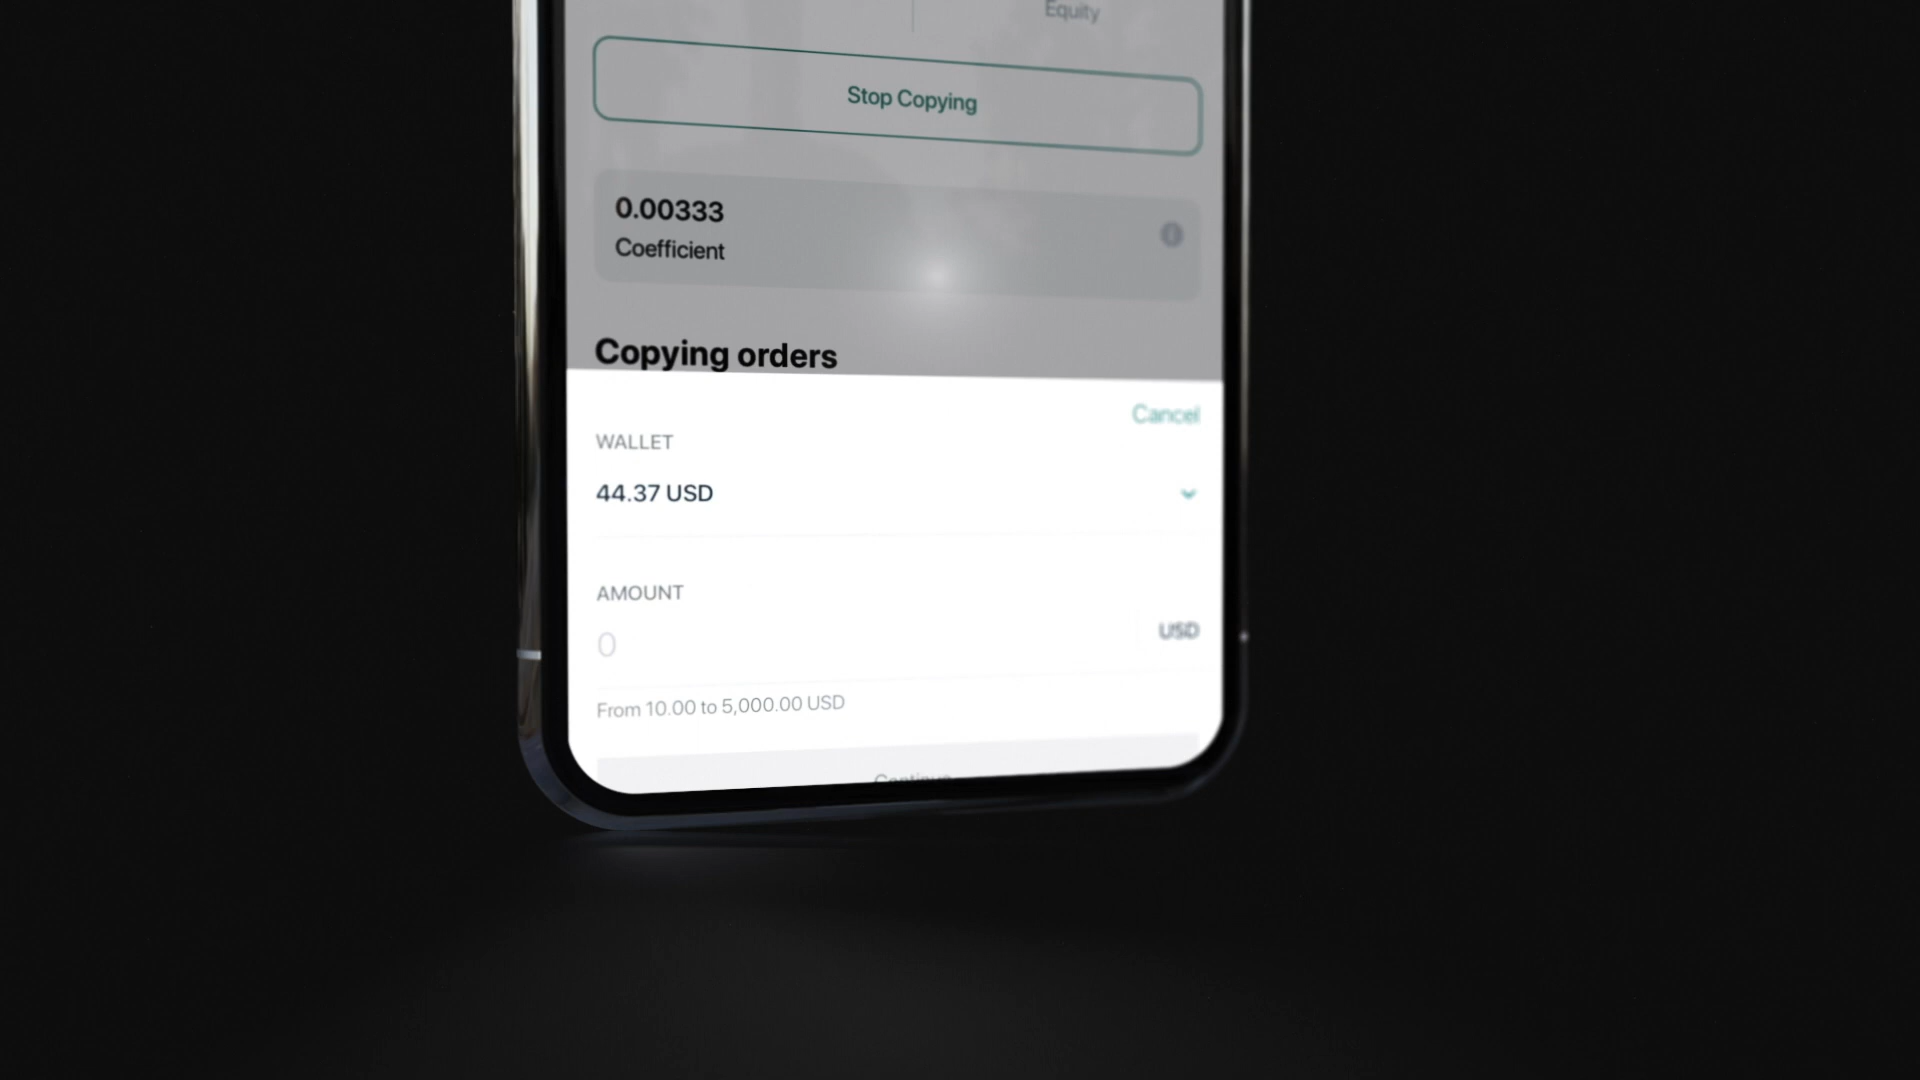 Equity
Stop Copying
0.00333
Coefficient
Copying orders
Cancel
WALLET
44.37 USD
AMOUNT
0
USD
From 10.00 to 5,000.00 USD
Continue